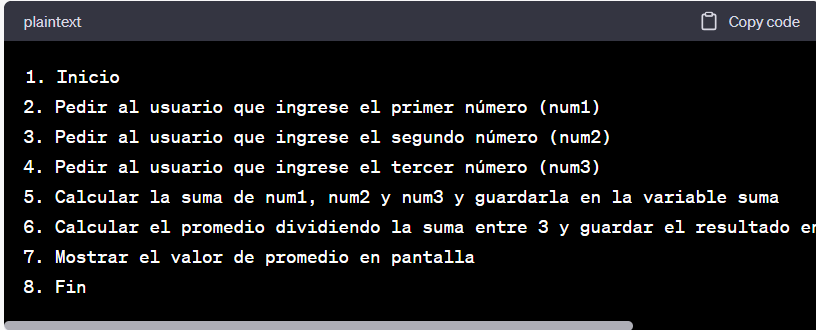 plaintext
Copy code
1. Inicio
2. Pedir al usuario que ingrese el primer número (num1)
3. Pedir al usuario que ingrese el segundo número (num2)
4. Pedir al usuario que ingrese el tercer número (num3)
5. Calcular la suma de num1, num2 y num3 y guardarla en la variable suma
6. Calcular el promedio dividiendo la suma entre 3 y guardar el resultado
7. Mostrar el valor de promedio en pantalla
8. Fin